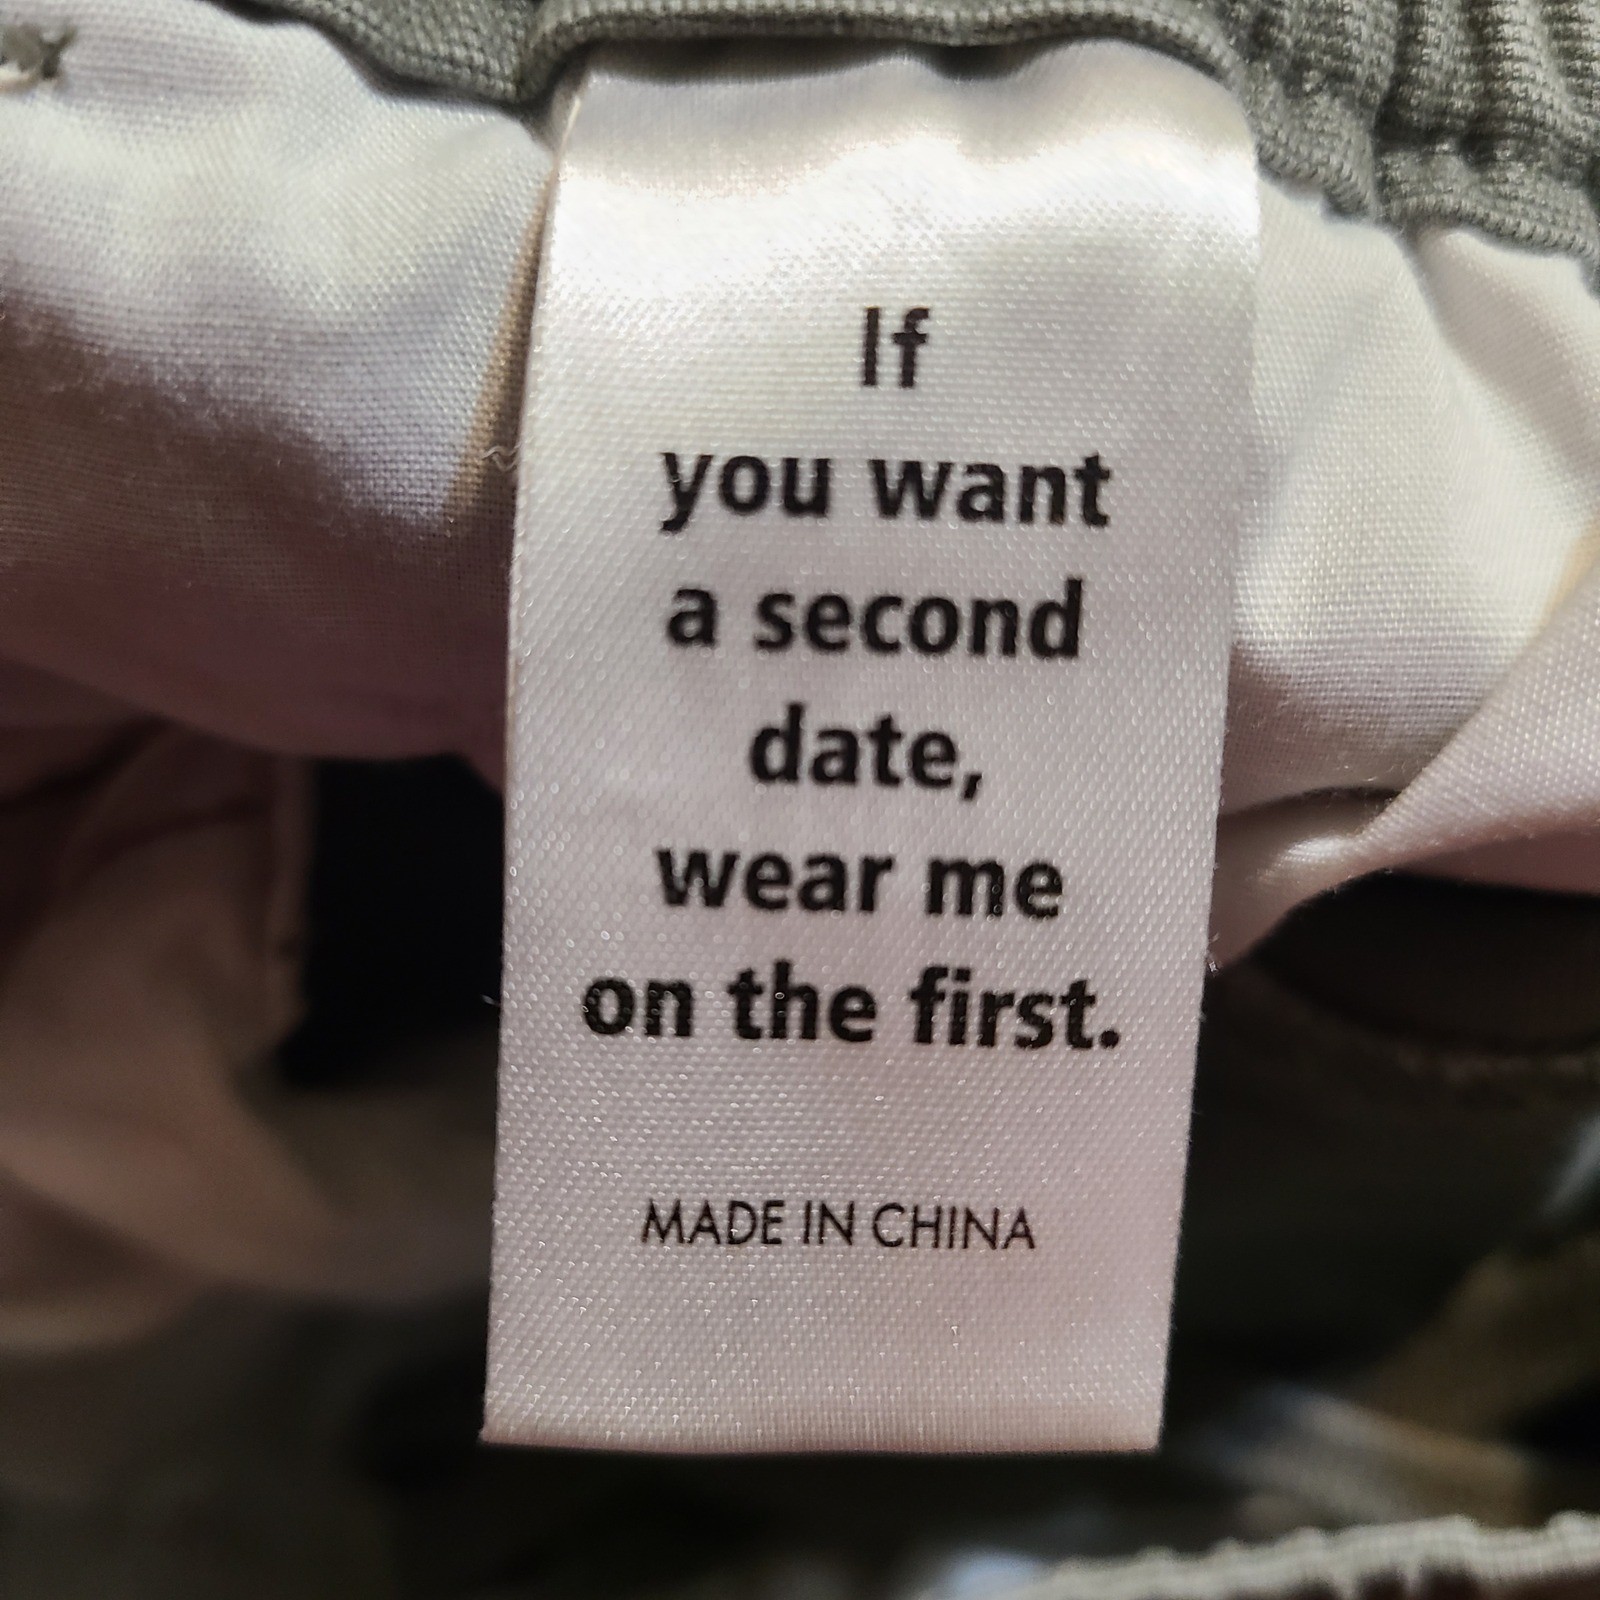 If
you want
a second
date,
wear me
on the first.
MADE IN CHINA